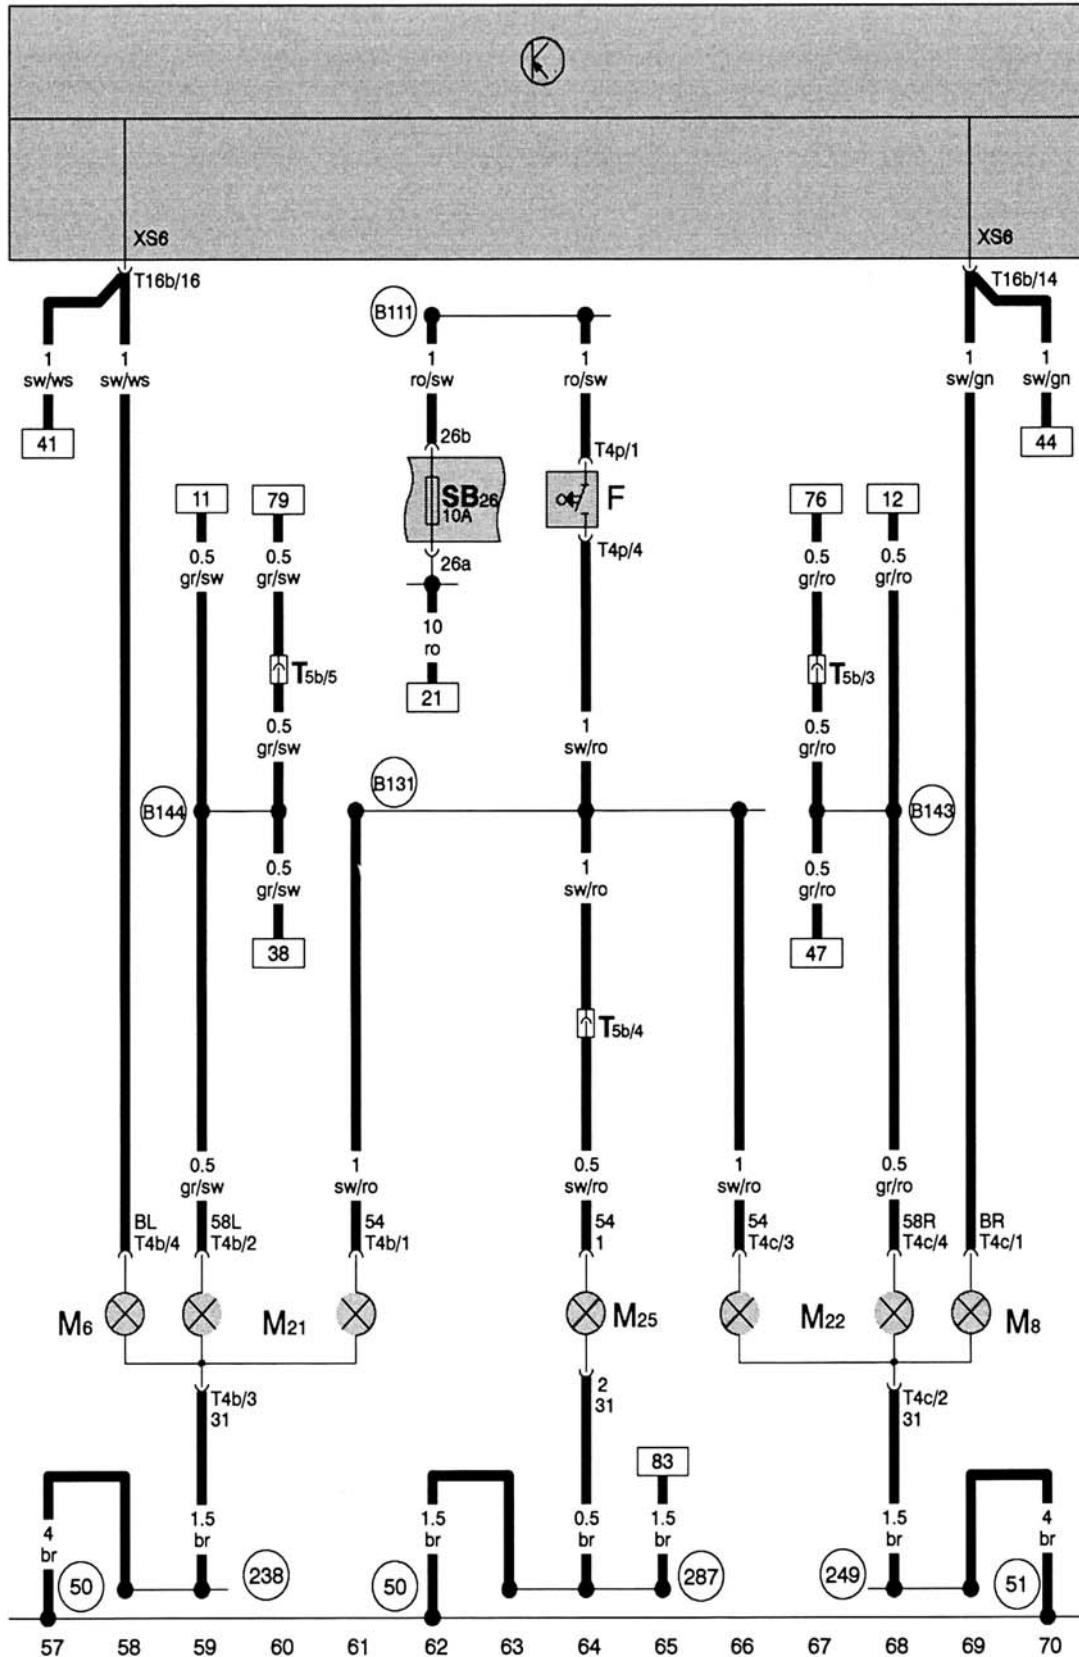 XS6 XS6
T16b/16 T16b/14
B111
1 1 1 1 1 1
sw/ws sw/ws ro/sw ro/sw sw/gn sw/gn
41 26b T4p/1 44
11 79 SB26 F 76 12
10A
0.5 0.5 26a T4p/4 0.5 0.5
gr/sw gr/sw gr/ro gr/ro
10
ro
T5b/5 T5b/3
21
0.5 1 0.5
gr/sw sw/ro gr/ro
B144 B131 B143
0.5 1 0.5
gr/sw sw/ro gr/ro
38 47
T5b/4
0.5 1 0.5 1 0.5
gr/sw sw/ro sw/ro sw/ro gr/ro
BL 58L 54 54 54 58R BR
T4b/4 T4b/2 T4b/1 1 T4c/3 T4c/4 T4c/1
M6 M21 M25 M22 M8
T4b/3 2 T4c/2
31 31 31
83
4 1.5 1.5 0.5 1.5 1.5 4
br br br br br br br
50 238 50 287 249 51
57 58 59 60 61 62 63 64 65 66 67 68 69 70